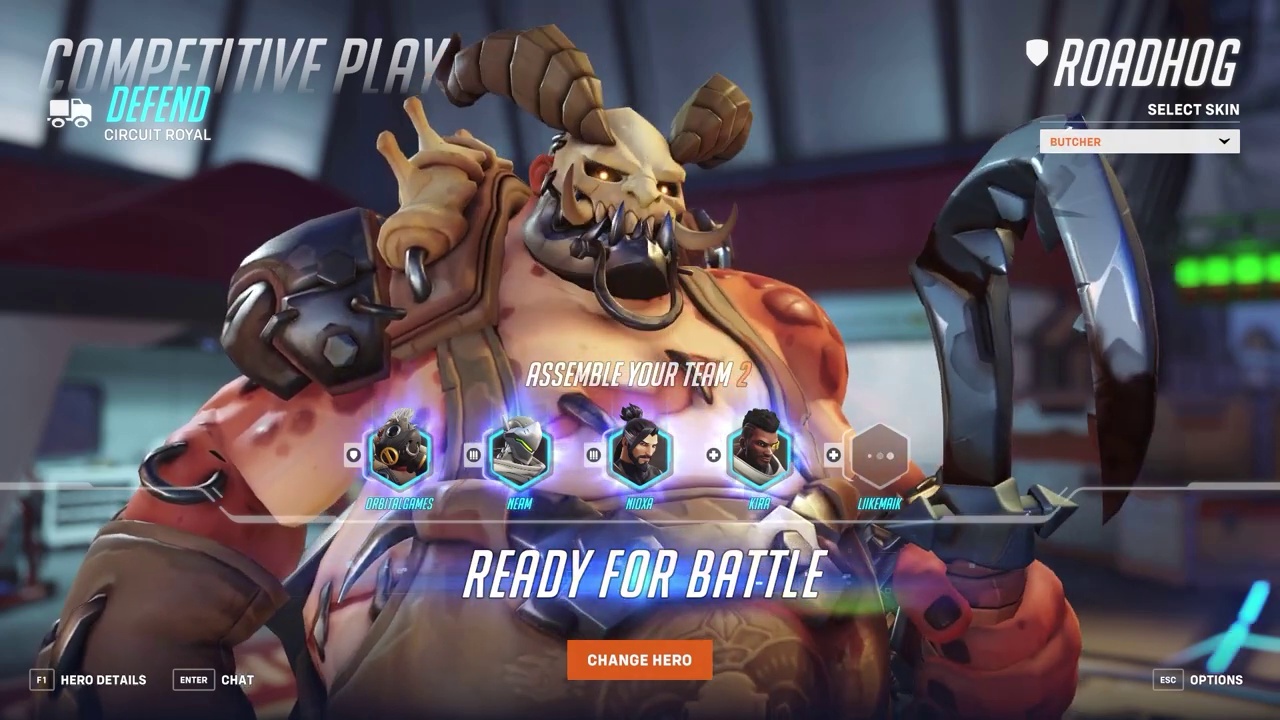 COMPETITIVE PLAY
DEFEND
CIRCUIT ROYAL
ROADHOG
SELECT SKIN
BUTCHER
ASSEMBLE YOUR TEAM 2
ORBITALGAMES
NEAM
NIOXA
KIRA
LIIKEMAIK
READY FOR BATTLE
CHANGE HERO
F1 HERO DETAILS
ENTER CHAT
ESC OPTIONS